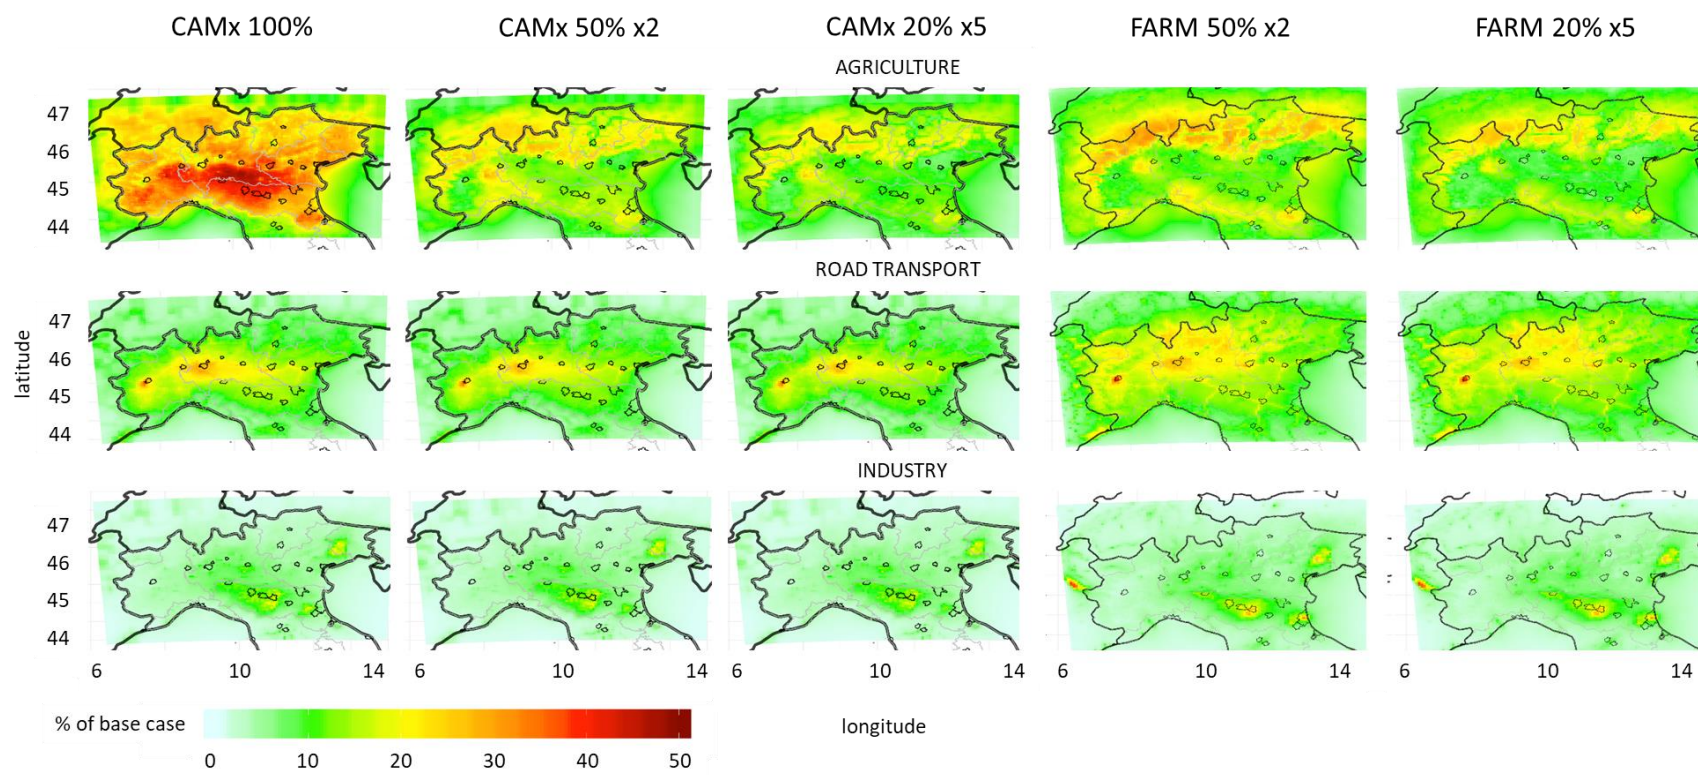 CAMx 100% CAMx 50% x2 CAMx 20% x5 FARM 50% x2 FARM 20% x5
AGRICULTURE
47
46
45
44
ROAD TRANSPORT
47
46
45
44
latitude
INDUSTRY
47
46
45
44
6 10 14 6 10 14 6 10 14 6 10 14 6 10 14
% of base case
0 10 20 30 40 50
longitude